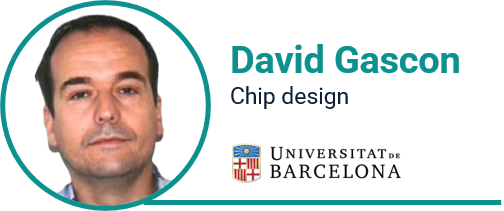 David Gascon
Chip design
UNIVERSITAT DE
BARCELONA